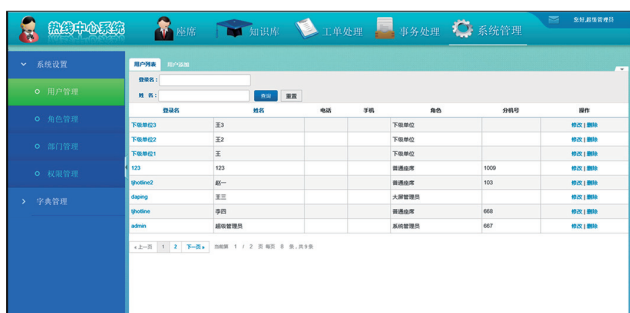 热线中心系统 座席 知识库 工单处理 事务处理 系统管理 您好,超级管理员
系统设置
用户管理
角色管理
部门管理
权限管理
字典管理
用户列表 用户添加
登录名：
姓 名： 查询 重置
登录名 姓名 电话 手机 角色 分机号 操作
下级单位3 王3 下级单位 修改 | 删除
下级单位2 王2 下级单位 修改 | 删除
下级单位1 王 下级单位 修改 | 删除
123 123 普通座席 1009 修改 | 删除
tjhotline2 赵一 普通座席 103 修改 | 删除
daping 王三 大屏管理员 修改 | 删除
tjhotline 李四 普通座席 668 修改 | 删除
admin 超级管理员 系统管理员 667 修改 | 删除
«上一页 1 2 下一页» 当前第 1 / 2 页 每页 8 条,共9条